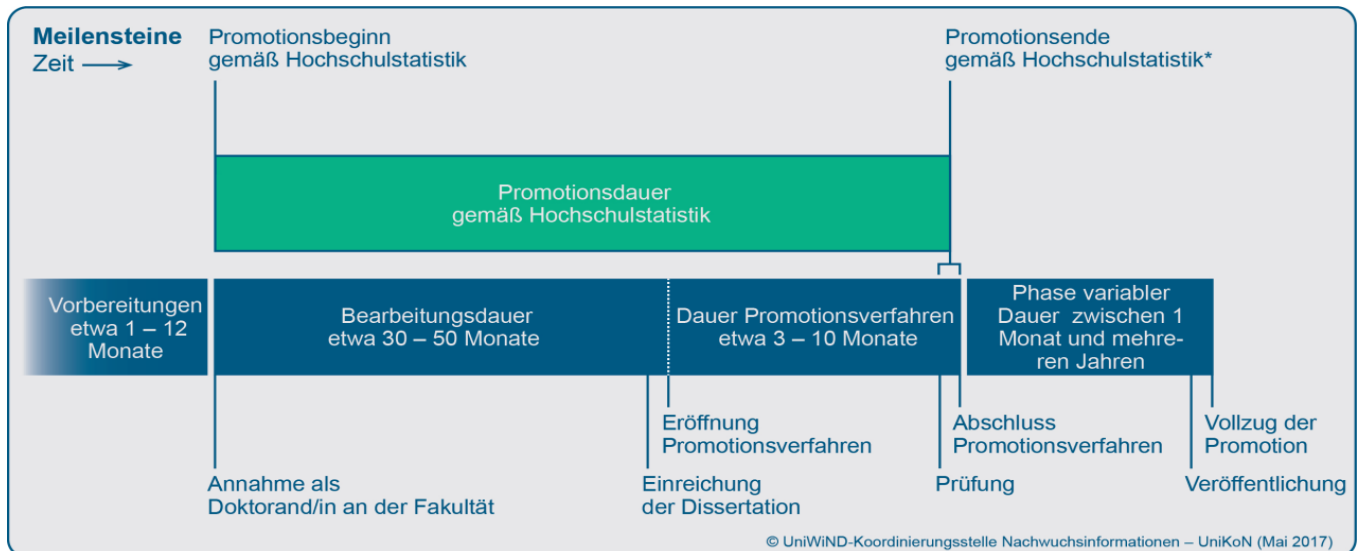 Meilensteine
Zeit →
Promotionsbeginn
gemäß Hochschulstatistik
Promotionsende
gemäß Hochschulstatistik*
Promotionsdauer
gemäß Hochschulstatistik
Vorbereitungen
etwa 1 – 12
Monate
Bearbeitungsdauer
etwa 30 – 50 Monate
Dauer Promotionsverfahren
etwa 3 – 10 Monate
Phase variabler
Dauer zwischen 1
Monat und mehre-
ren Jahren
Eröffnung
Promotionsverfahren
Abschluss
Promotionsverfahren
Vollzug der
Promotion
Annahme als
Doktorand/in an der Fakultät
Einreichung
der Dissertation
Prüfung
Veröffentlichung
© UniWiND-Koordinierungsstelle Nachwuchsinformationen – UniKoN (Mai 2017)